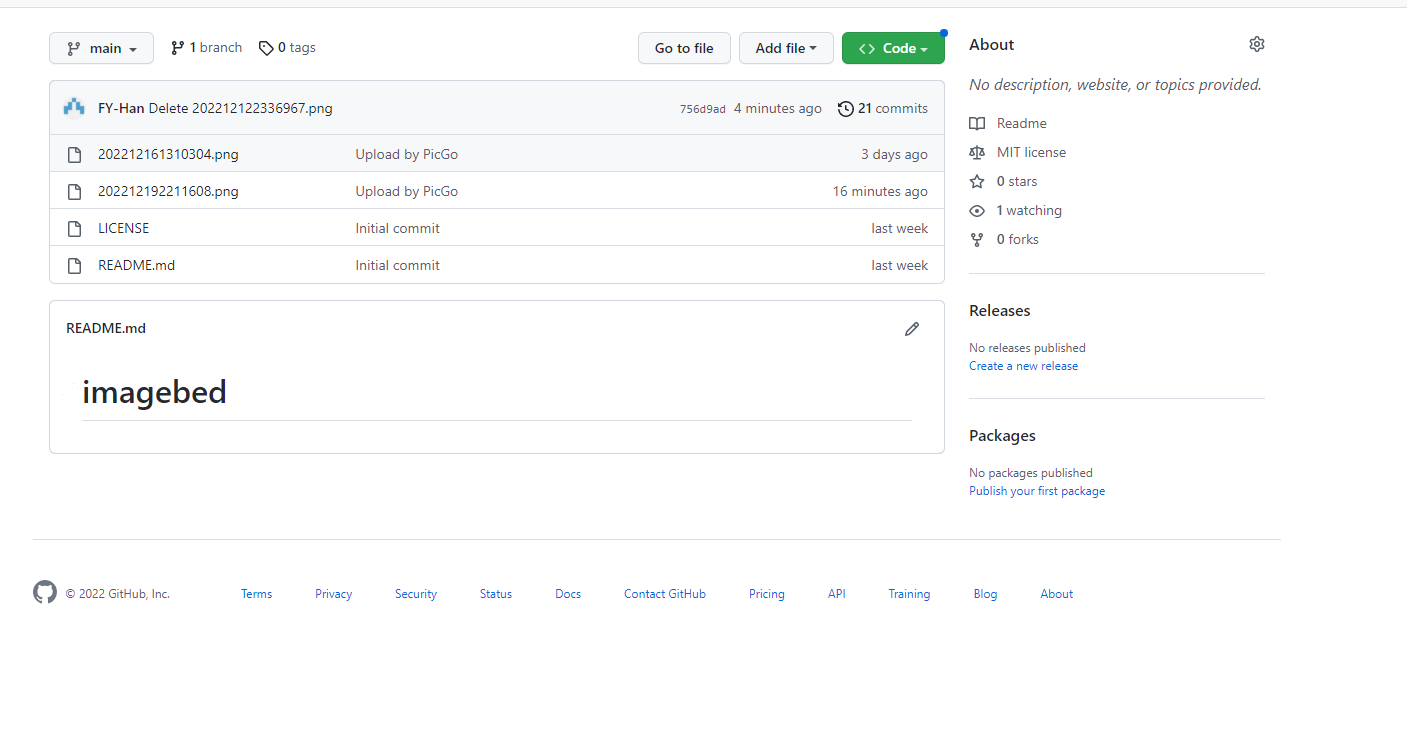 main 1 branch 0 tags Go to file Add file Code
FY-Han Delete 202212122336967.png 756d9ad 4 minutes ago 21 commits
202212161310304.png Upload by PicGo 3 days ago
202212192211608.png Upload by PicGo 16 minutes ago
LICENSE Initial commit last week
README.md Initial commit last week
README.md
imagebed
About
No description, website, or topics provided.
Readme
MIT license
0 stars
1 watching
0 forks
Releases
No releases published
Create a new release
Packages
No packages published
Publish your first package
© 2022 GitHub, Inc. Terms Privacy Security Status Docs Contact GitHub Pricing API Training Blog About